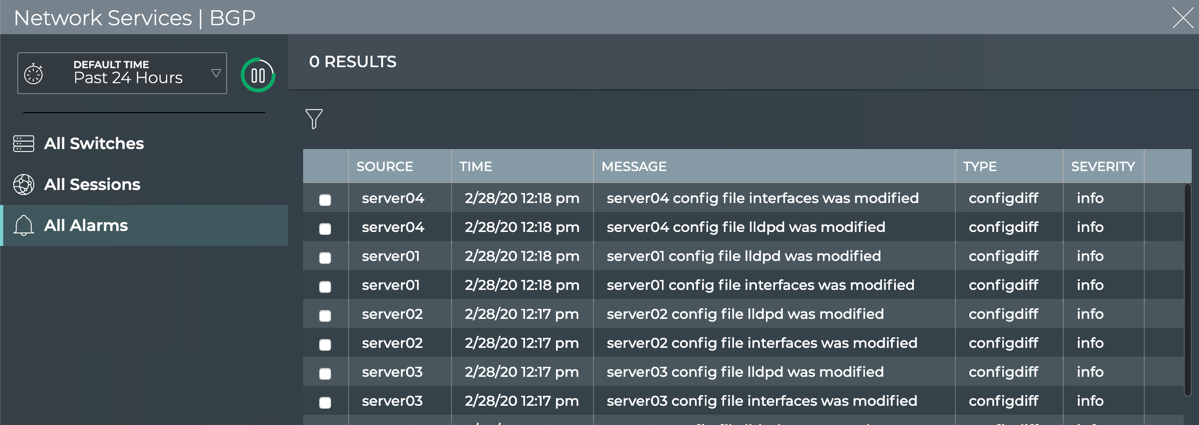 Network Services | BGP
DEFAULT TIME
Past 24 Hours
0 RESULTS
All Switches
All Sessions
All Alarms
SOURCE TIME MESSAGE TYPE SEVERITY
server04 2/28/20 12:18 pm server04 config file interfaces was modified configdiff info
server04 2/28/20 12:18 pm server04 config file lldpd was modified configdiff info
server01 2/28/20 12:18 pm server01 config file lldpd was modified configdiff info
server01 2/28/20 12:18 pm server01 config file interfaces was modified configdiff info
server02 2/28/20 12:17 pm server02 config file lldpd was modified configdiff info
server02 2/28/20 12:17 pm server02 config file interfaces was modified configdiff info
server03 2/28/20 12:17 pm server03 config file lldpd was modified configdiff info
server03 2/28/20 12:17 pm server03 config file interfaces was modified configdiff info